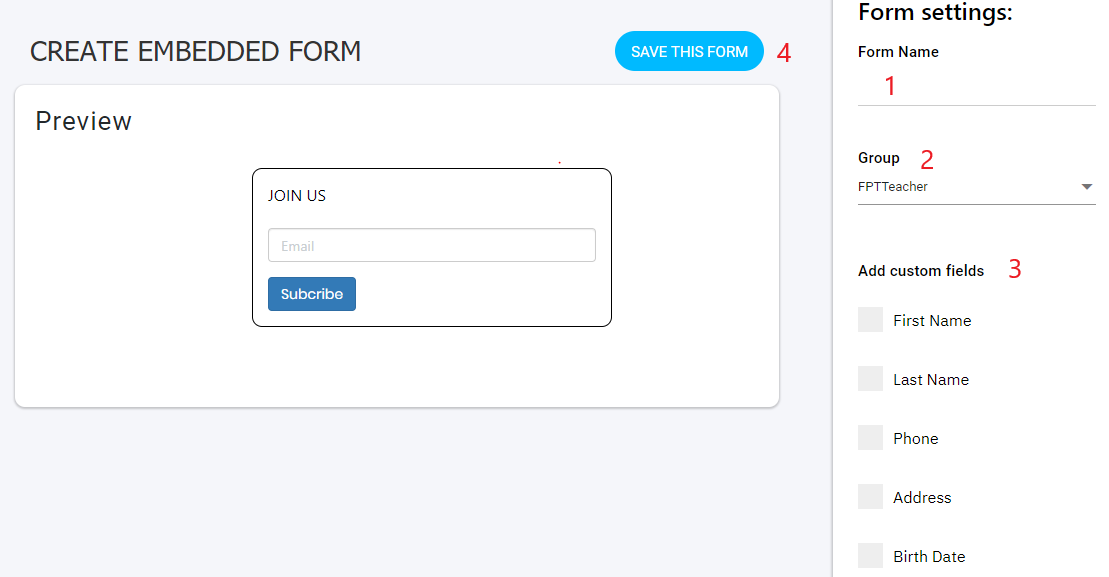 CREATE EMBEDDED FORM
SAVE THIS FORM 4
Preview
JOIN US
Email
Subcribe
Form settings:
Form Name
1
Group 2
FPTTeacher
Add custom fields 3
First Name
Last Name
Phone
Address
Birth Date